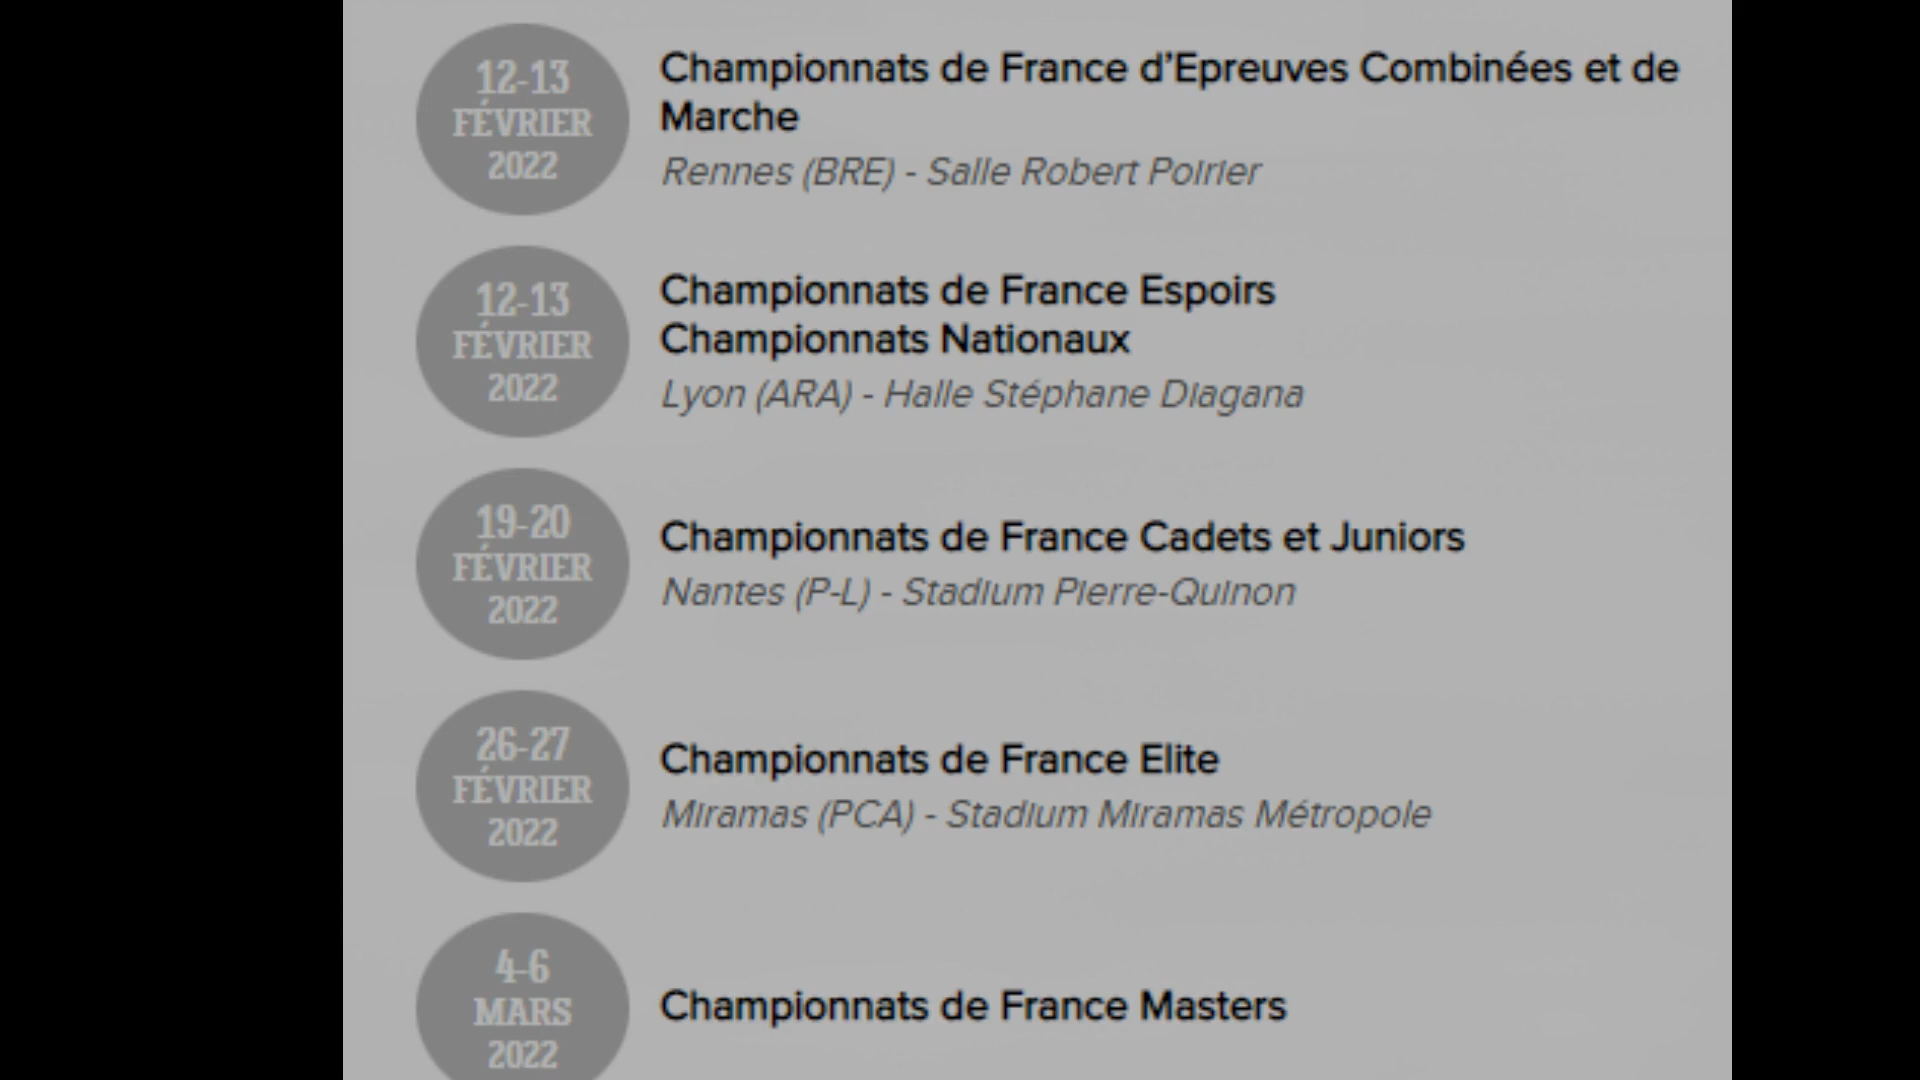 12-13
FÉVRIER
2022
Championnats de France d'Epreuves Combinées et de
Marche
Rennes (BRE) - Salle Robert Poirier
12-13
FÉVRIER
2022
Championnats de France Espoirs
Championnats Nationaux
Lyon (ARA) - Halle Stéphane Diagana
19-20
FÉVRIER
2022
Championnats de France Cadets et Juniors
Nantes (P-L) - Stadium Pierre-Quinon
26-27
FÉVRIER
2022
Championnats de France Elite
Miramas (PCA) - Stadium Miramas Métropole
4-6
MARS
2022
Championnats de France Masters